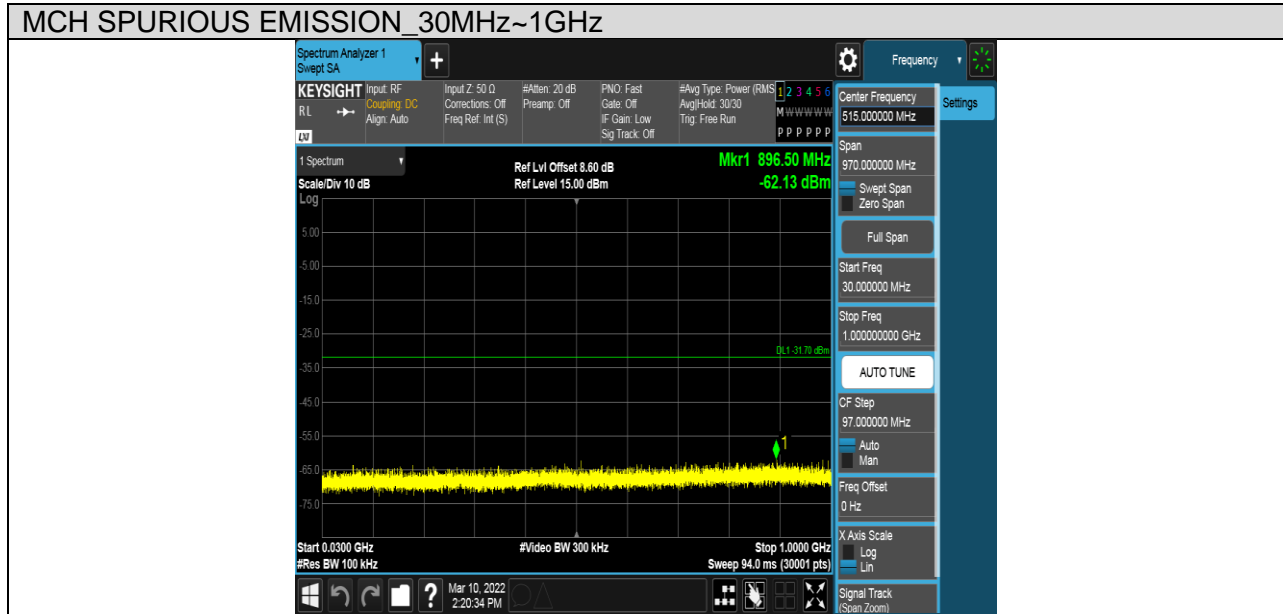 MCH SPURIOUS EMISSION_30MHz~1GHz
Spectrum Analyzer 1
Swept SA
+
Frequency
KEYSIGHT
RL
LXI
Input: RF
Coupling: DC
Align: Auto
Input Z: 50 Ω
Corrections: Off
Freq Ref: Int (S)
#Atten: 20 dB
Preamp: Off
PNO: Fast
Gate: Off
IF Gain: Low
Sig Track: Off
#Avg Type: Power (RMS
Avg|Hold: 30/30
Trig: Free Run
1 2 3 4 5 6
M W W W W W
P P P P P P
1 Spectrum
Scale/Div 10 dB
Ref Lvl Offset 8.60 dB
Ref Level 15.00 dBm
Mkr1 896.50 MHz
-62.13 dBm
Log
5.00
-5.00
-15.0
-25.0
DL1 -31.70 dBm
-35.0
-45.0
-55.0
1
-65.0
-75.0
Start 0.0300 GHz
#Res BW 100 kHz
#Video BW 300 kHz
Stop 1.0000 GHz
Sweep 94.0 ms (30001 pts)
?
Mar 10, 2022
2:20:34 PM
Center Frequency
515.000000 MHz
Settings
Span
970.000000 MHz
Swept Span
Zero Span
Full Span
Start Freq
30.000000 MHz
Stop Freq
1.000000000 GHz
AUTO TUNE
CF Step
97.000000 MHz
Auto
Man
Freq Offset
0 Hz
X Axis Scale
Log
Lin
Signal Track
(Span Zoom)